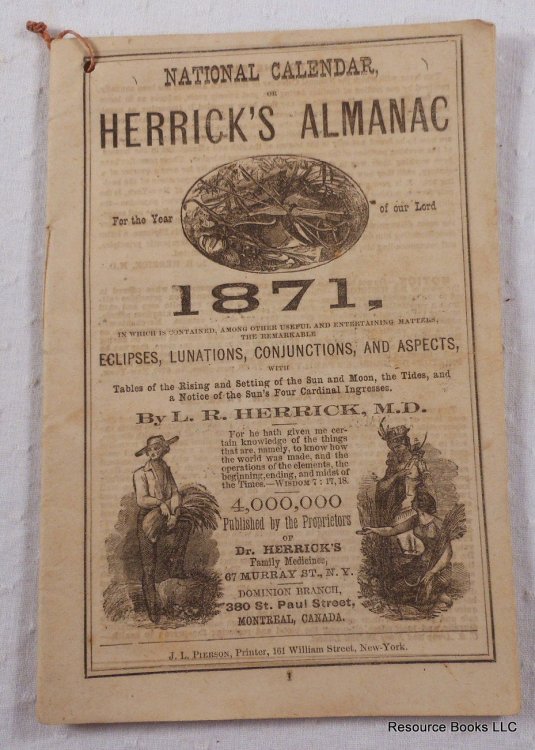 NATIONAL CALENDAR,
OR
HERRICK'S ALMANAC
For the Year of our Lord
1871,
IN WHICH IS CONTAINED, AMONG OTHER USEFUL AND ENTERTAINING MATTERS,
THE REMARKABLE
ECLIPSES, LUNATIONS, CONJUNCTIONS, AND ASPECTS,
WITH
Tables of the Rising and Setting of the Sun and Moon, the Tides, and
a Notice of the Sun's Four Cardinal Ingresses.
By L. R. HERRICK, M.D.
For he hath given me cer-
tain knowledge of the things
that are, namely, to know how
the world was made, and the
operations of the elements, the
beginning, ending, and midst of
the Times.—WISDOM 7 : 17, 18.
4,000,000
Published by the Proprietors
OF
Dr. HERRICK'S
Family Medicines,
67 MURRAY ST., N. Y.
DOMINION BRANCH,
380 St. Paul Street,
MONTREAL, CANADA.
J. L. PIERSON, Printer, 161 William Street, New-York.
1
Resource Books LLC